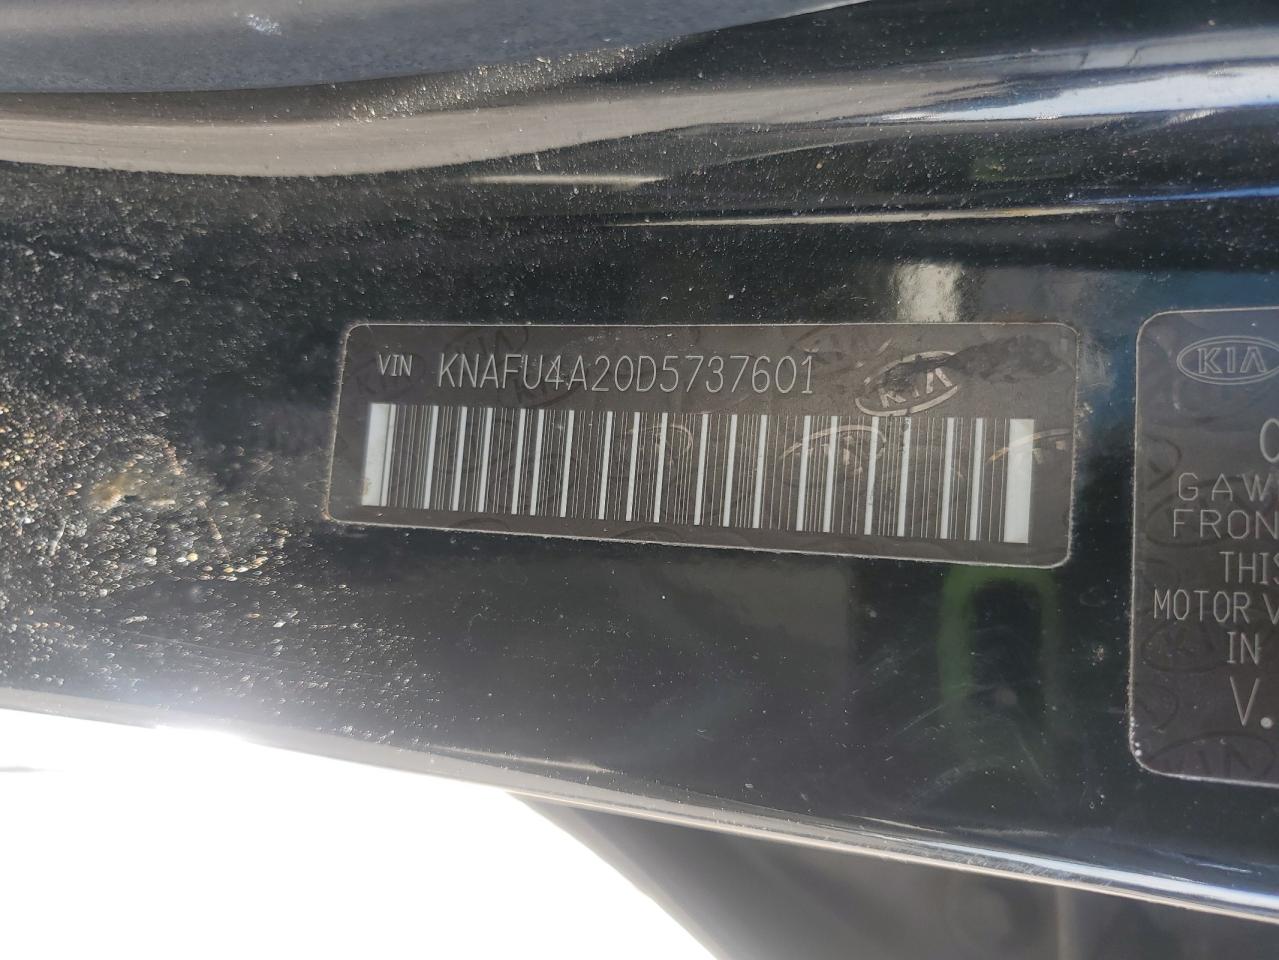 VIN KNAFU4A20D5737601
KIA
KIA
GAW
FRON
THIS
MOTOR V
IN
V.